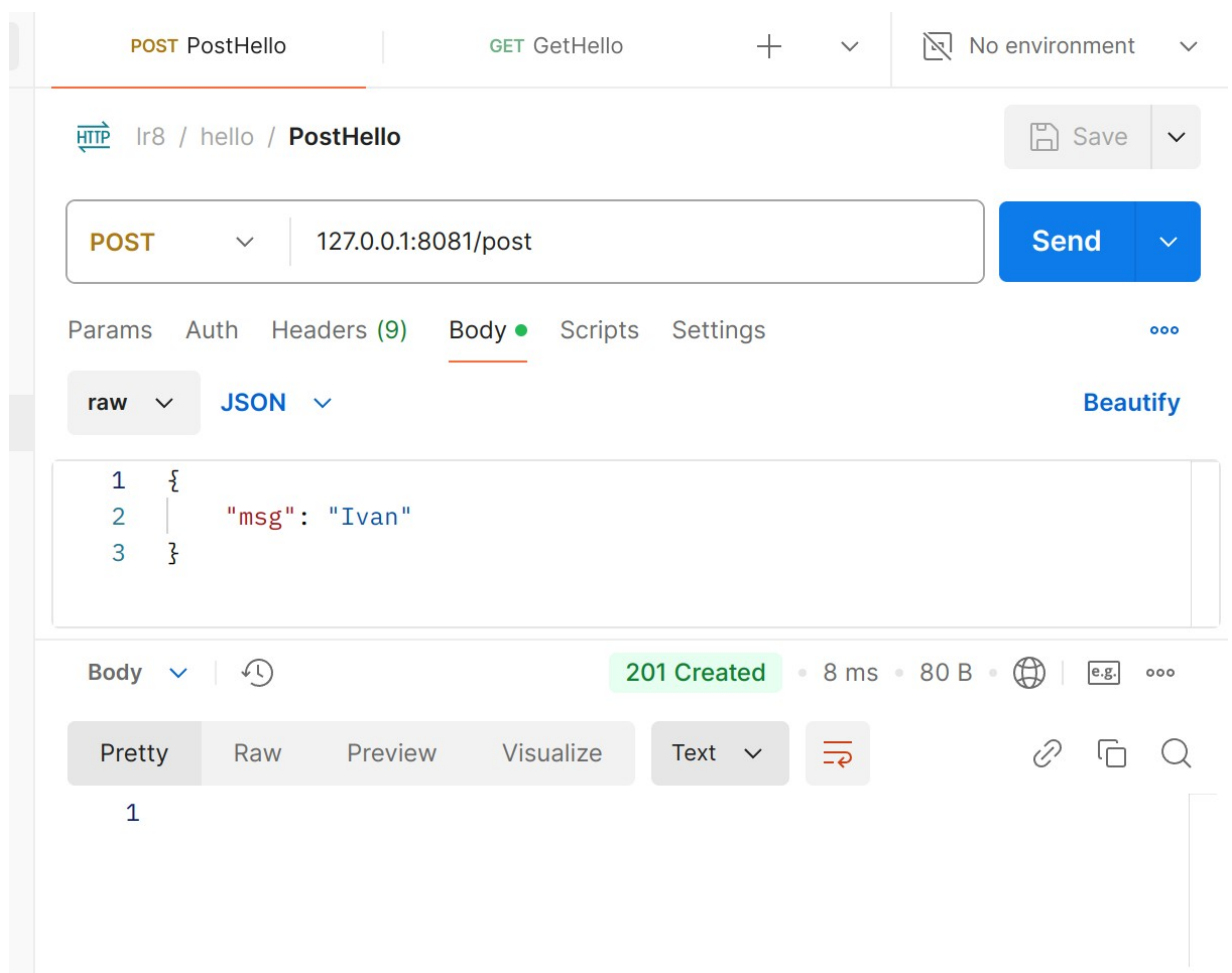 POST PostHello GET GetHello No environment
HTTP lr8 / hello / PostHello Save
POST 127.0.0.1:8081/post Send
Params Auth Headers (9) Body Scripts Settings
raw JSON Beautify
1 {
2 "msg": "Ivan"
3 }
Body 201 Created 8 ms 80 B e.g.
Pretty Raw Preview Visualize Text
1